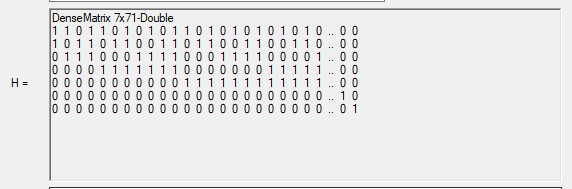 DenseMatrix 7x71-Double
1 1 0 1 1 0 1 0 1 0 1 1 0 1 0 1 0 1 0 1 0 1 0 .. 0 0
1 0 1 1 0 1 1 0 0 1 1 0 1 1 0 0 1 1 0 0 1 1 0 .. 0 0
0 1 1 1 0 0 0 1 1 1 1 0 0 0 1 1 1 1 0 0 0 0 1 .. 0 0
H = 0 0 0 0 1 1 1 1 1 1 1 0 0 0 0 0 0 0 1 1 1 1 1 .. 0 0
0 0 0 0 0 0 0 0 0 0 0 1 1 1 1 1 1 1 1 1 1 1 1 .. 0 0
0 0 0 0 0 0 0 0 0 0 0 0 0 0 0 0 0 0 0 0 0 0 0 .. 1 0
0 0 0 0 0 0 0 0 0 0 0 0 0 0 0 0 0 0 0 0 0 0 0 .. 0 1